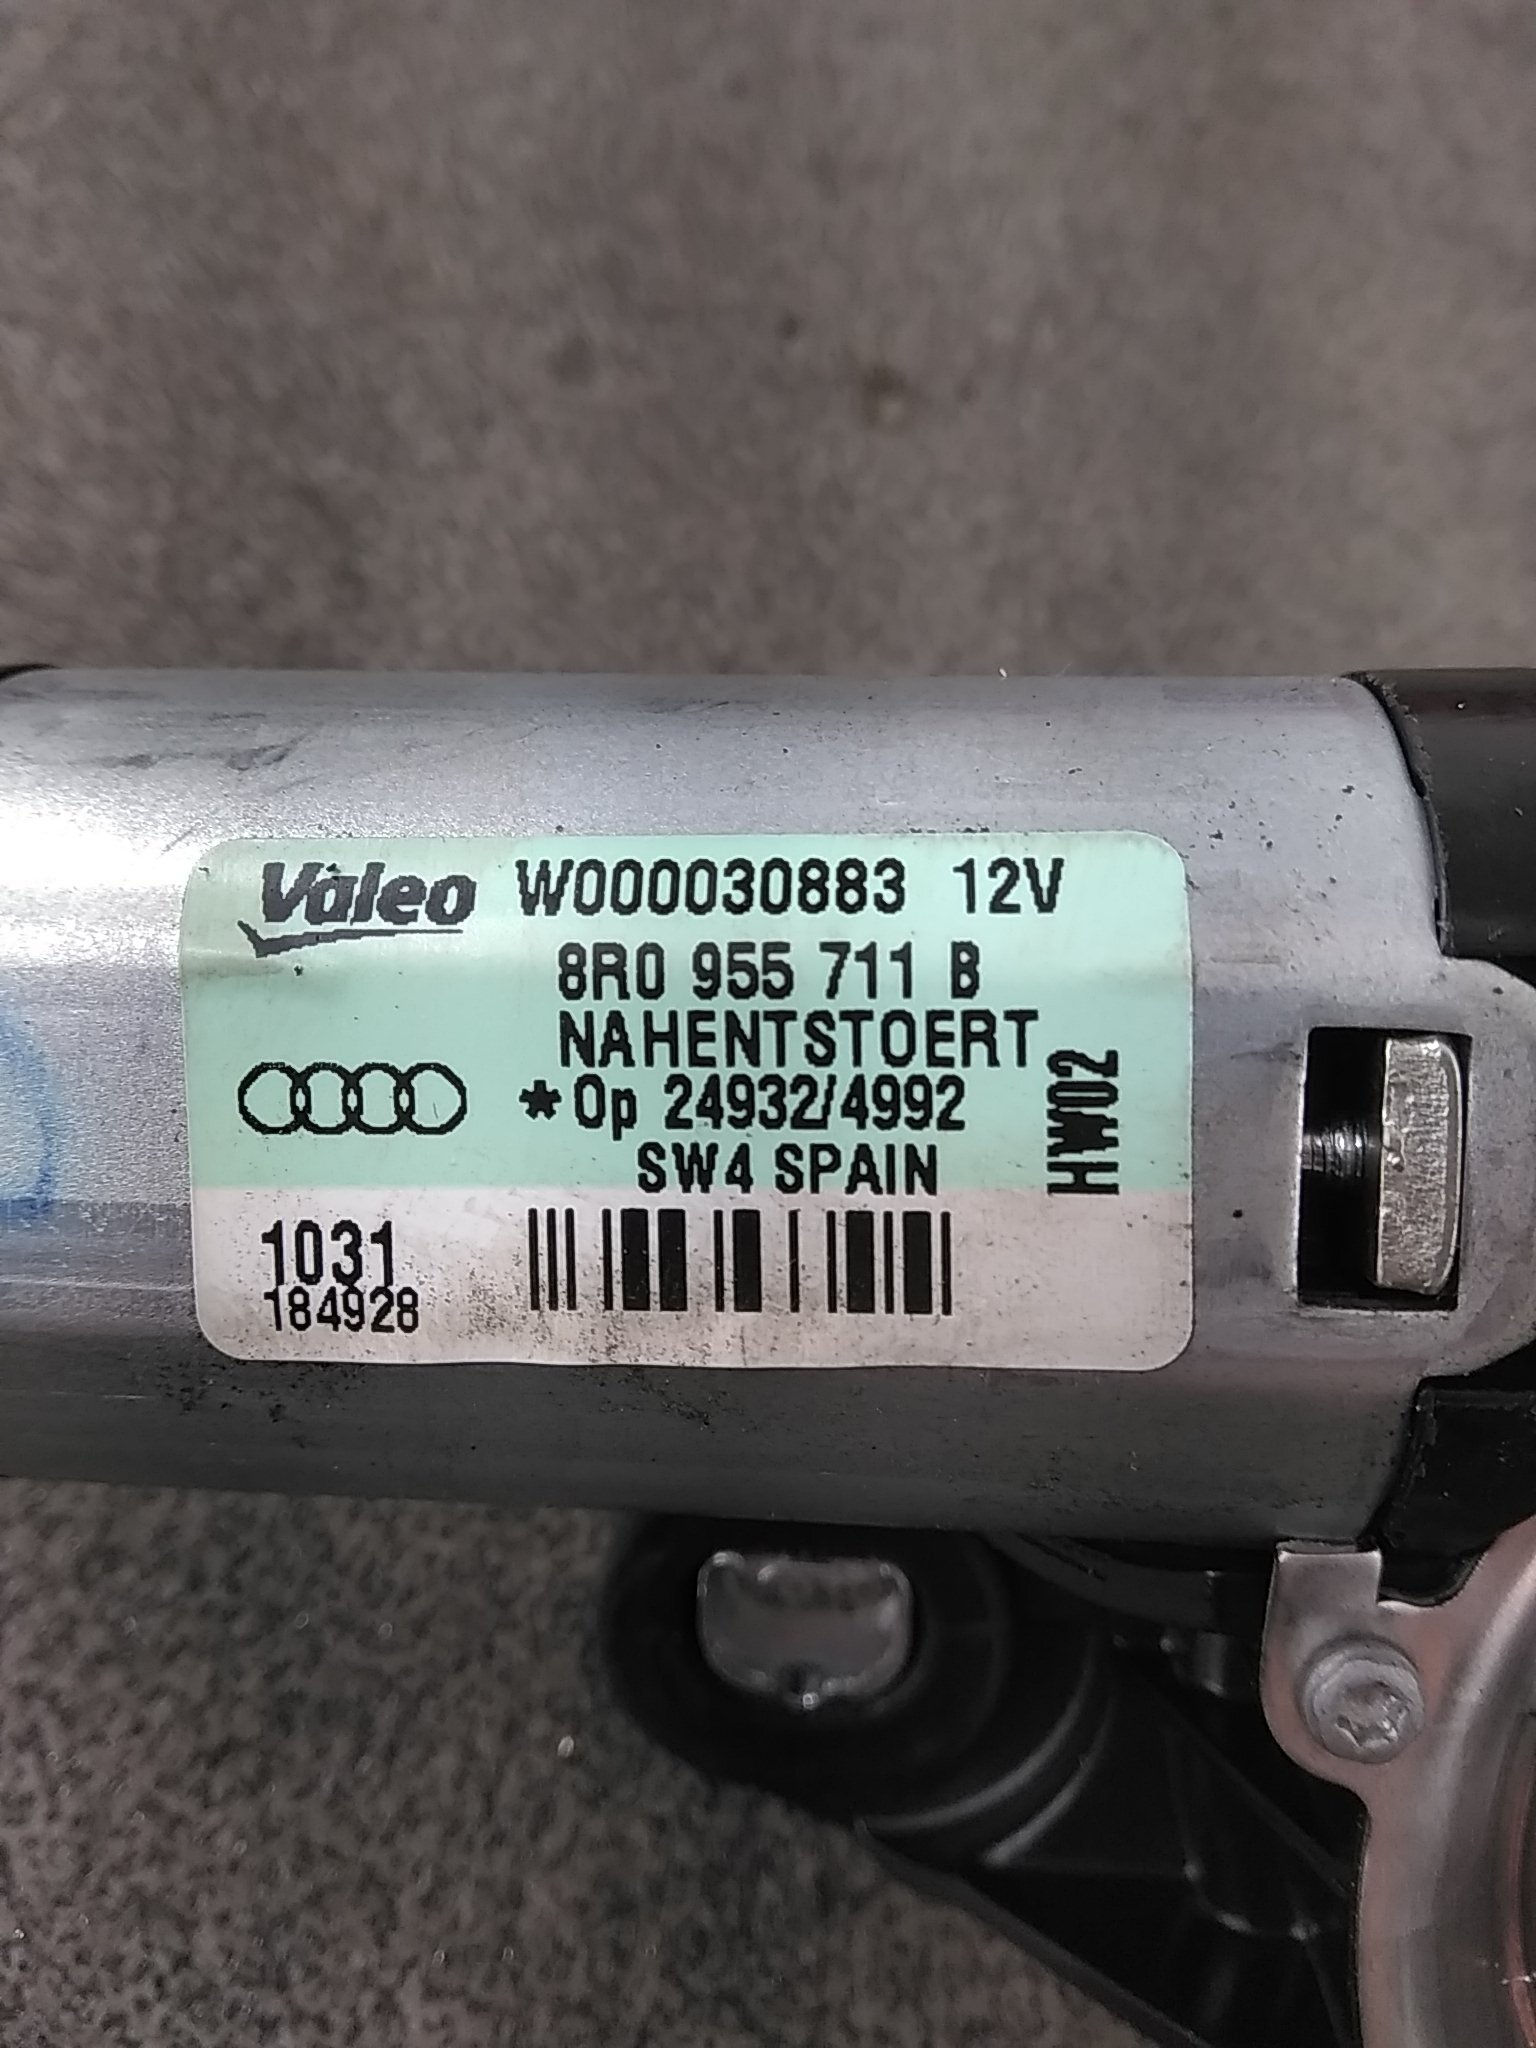 Valeo W000030883 12V
8R0 955 711 B
NAHENTSTOERT
*Op 24932/4992
SW4 SPAIN
HW02
1031
184928